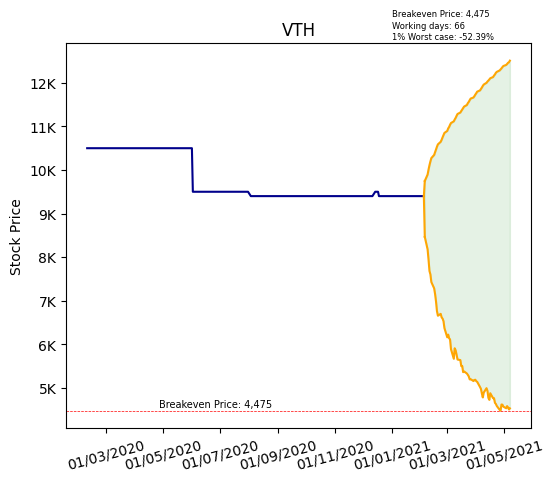 Breakeven Price: 4,475
Working days: 66
1% Worst case: -52.39%
VTH
Stock Price
12K
11K
10K
9K
8K
7K
6K
5K
Breakeven Price: 4,475
01/03/2020
01/05/2020
01/07/2020
01/09/2020
01/11/2020
01/01/2021
01/03/2021
01/05/2021